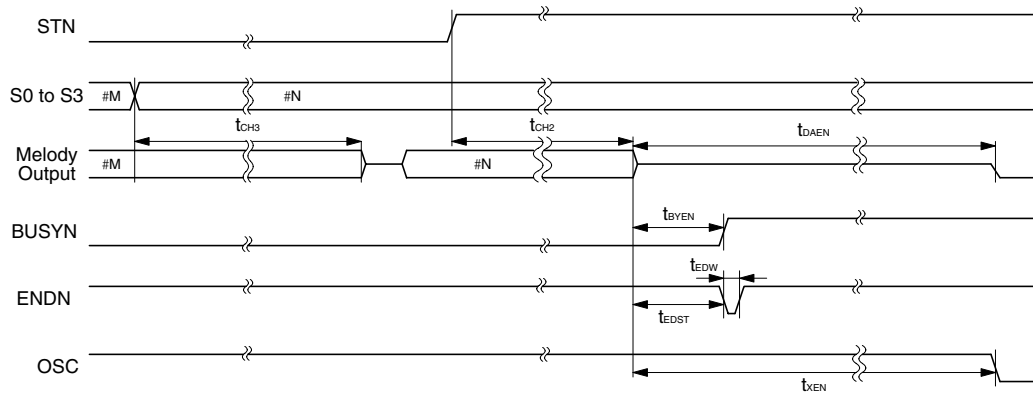 STN
S0 to S3
#M
#N
tCH3
tCH2
tDAEN
Melody
Output
#M
#N
tBYEN
BUSYN
tEDW
ENDN
tEDST
OSC
tXEN